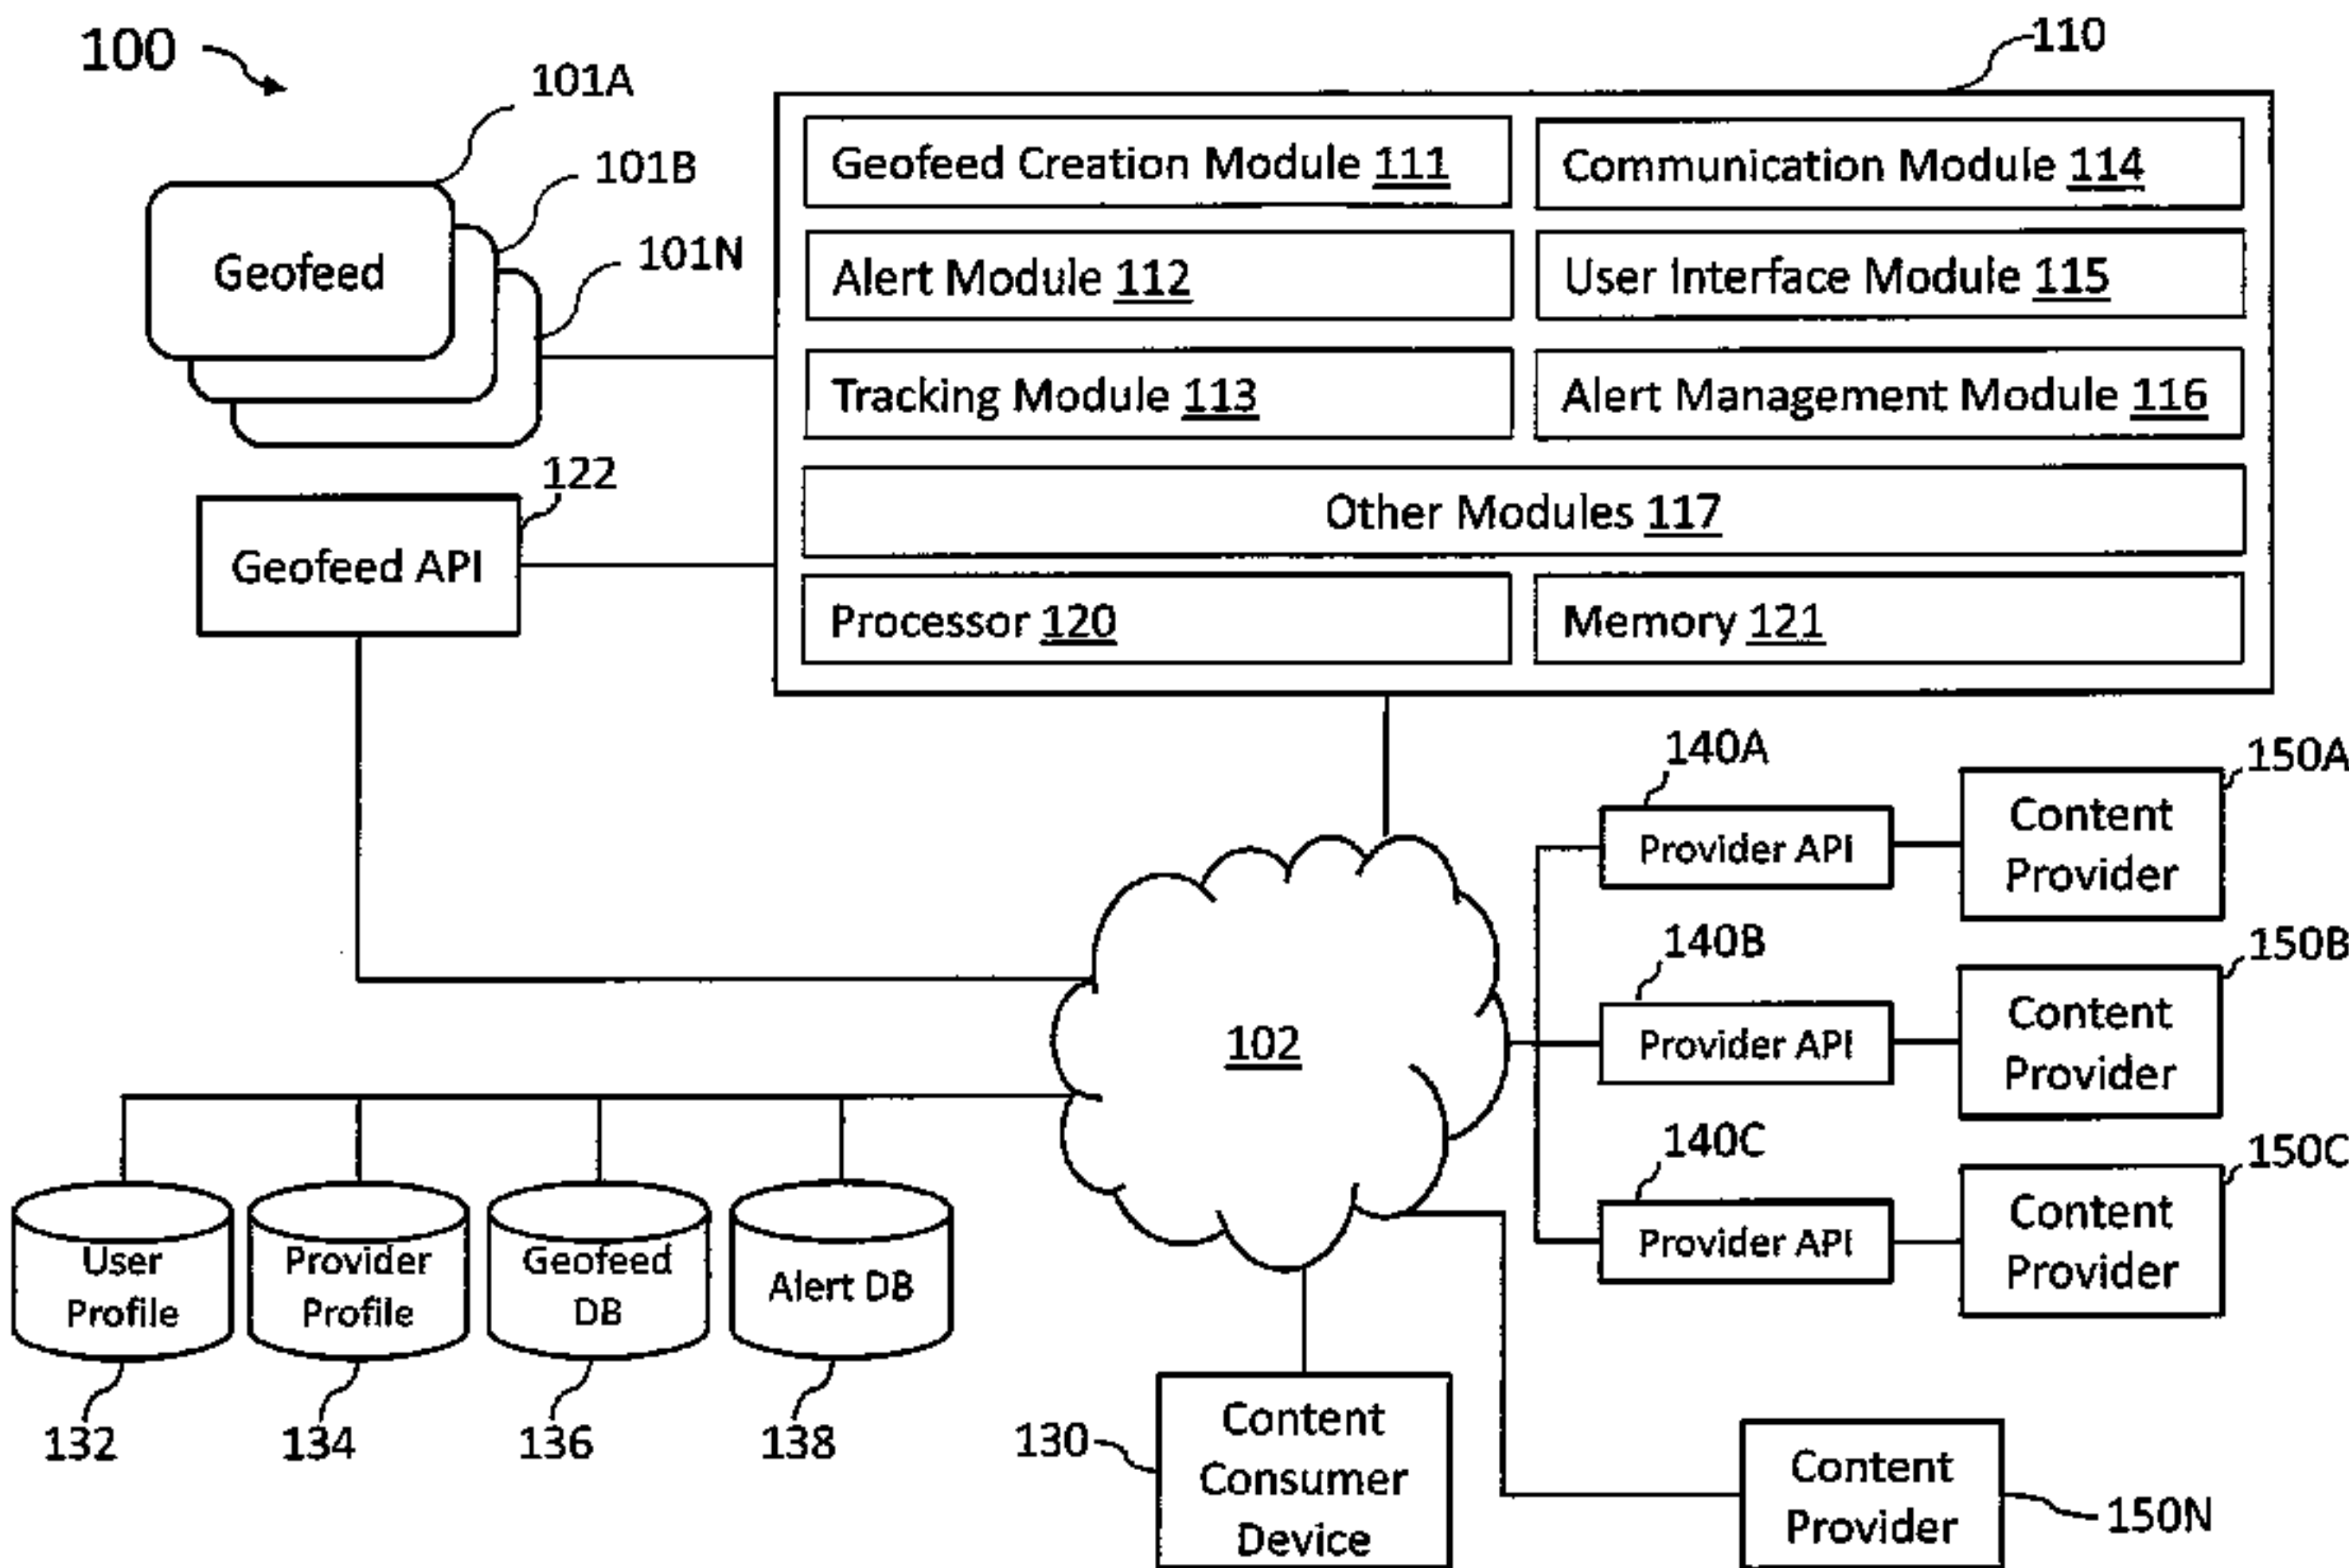 100
101A
101B
101N
Geofeed
110
Geofeed Creation Module 111
Communication Module 114
Alert Module 112
User Interface Module 115
Tracking Module 113
Alert Management Module 116
Other Modules 117
Processor 120
Memory 121
122
Geofeed API
102
140A
Provider API
150A
Content
Provider
140B
Provider API
150B
Content
Provider
140C
Provider API
150C
Content
Provider
User
Profile
132
Provider
Profile
134
Geofeed
DB
136
Alert DB
138
130
Content
Consumer
Device
Content
Provider
150N